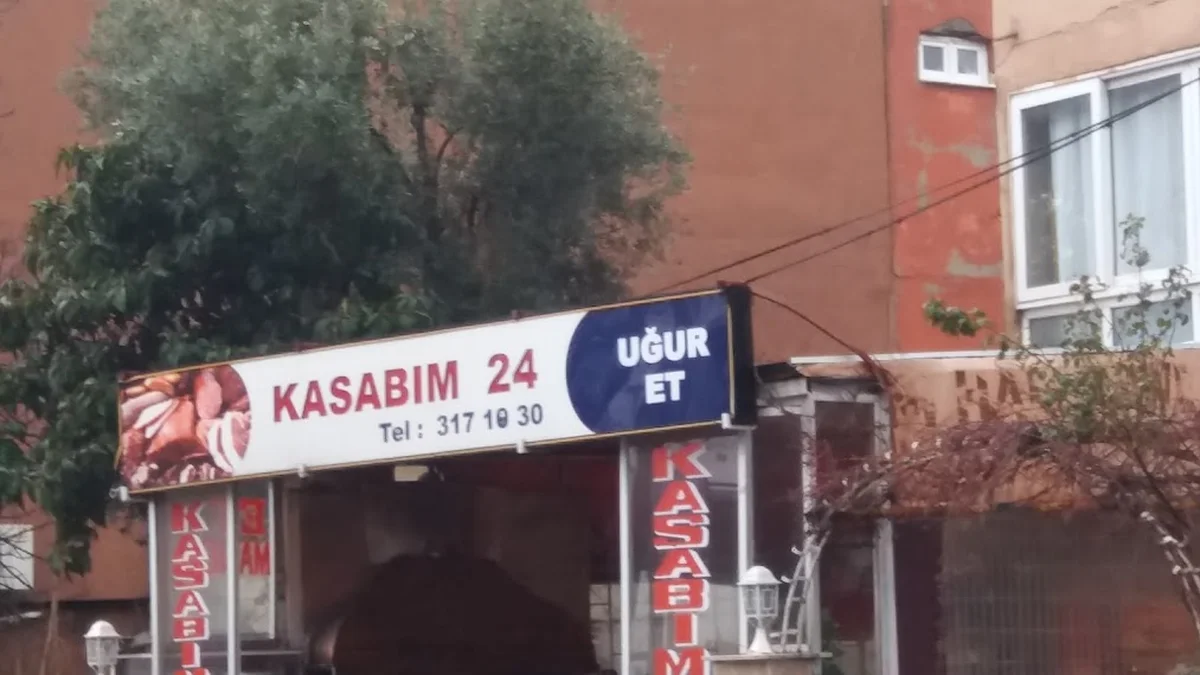 KASABIM 24
Tel : 317 10 30
UĞUR
ET
KASABIM
KASABIM